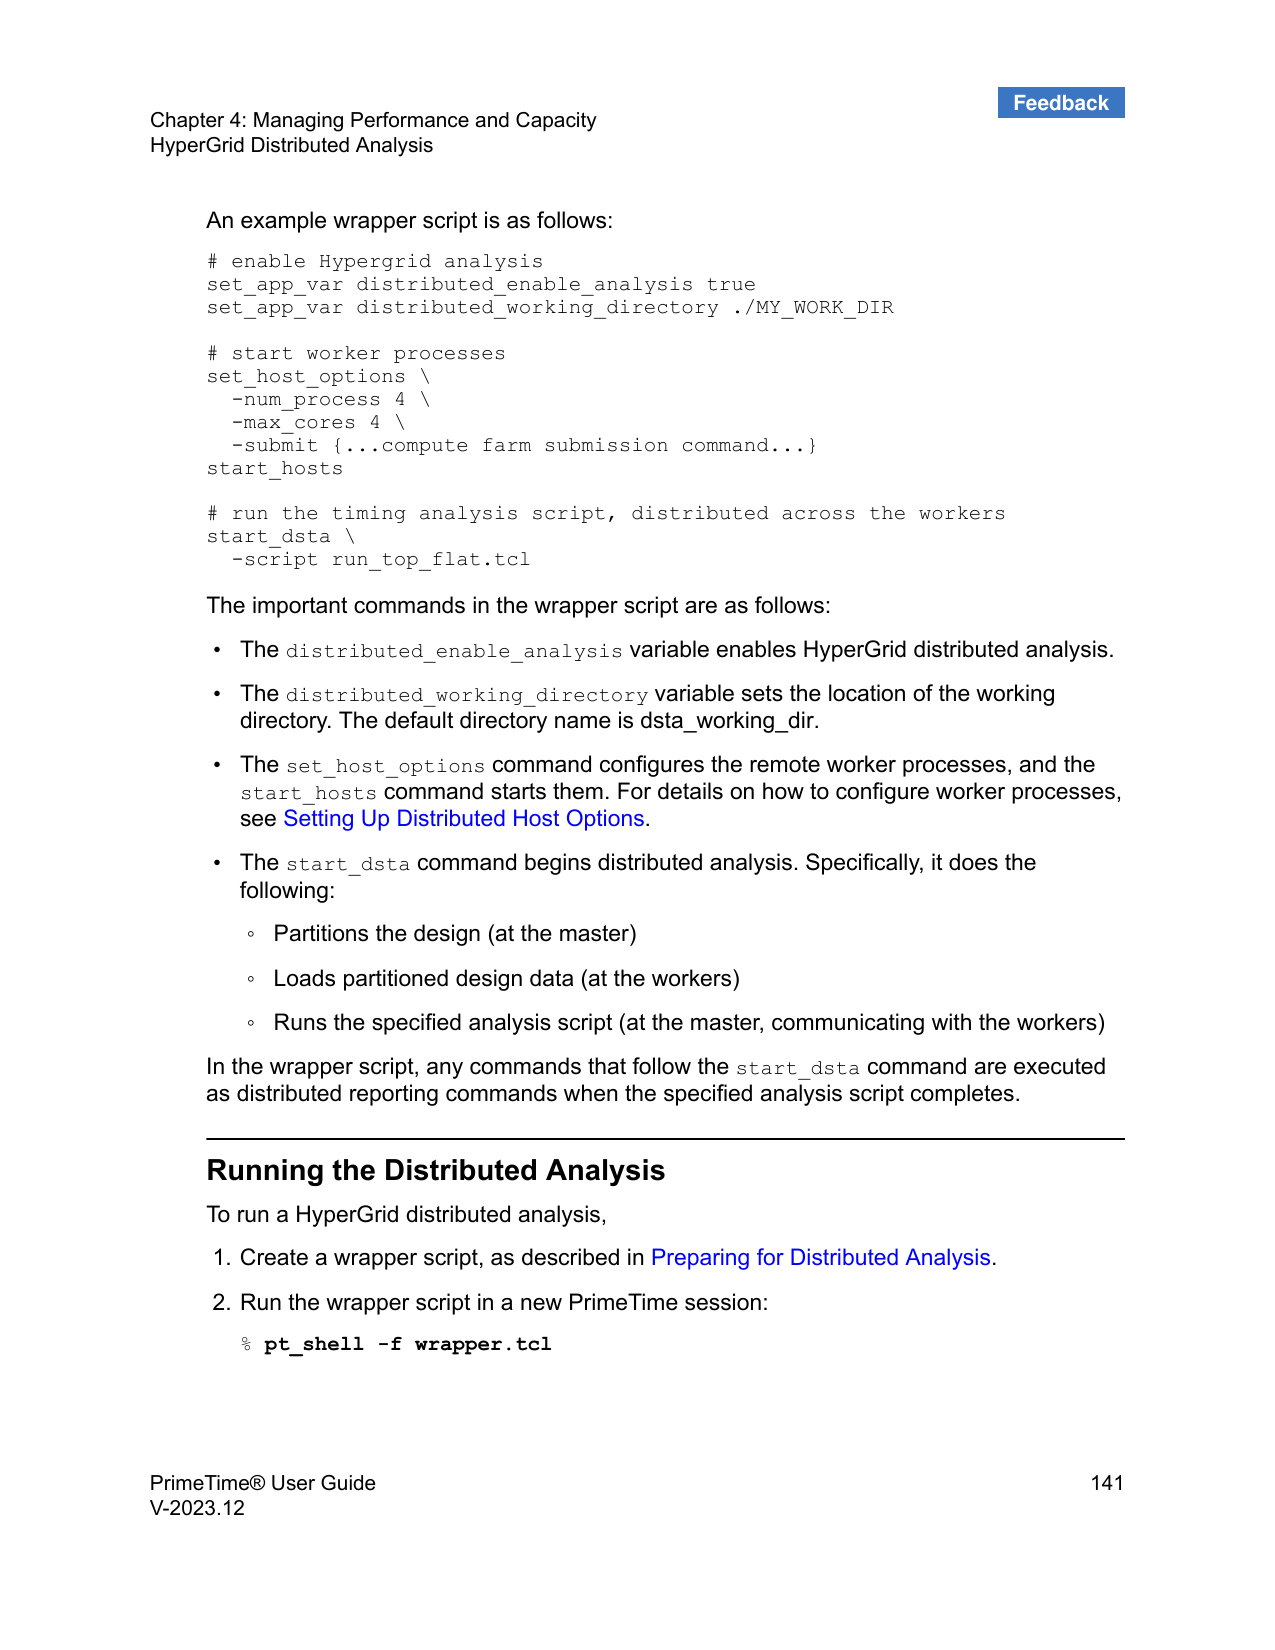 Feedback
Chapter 4: Managing Performance and Capacity
HyperGrid Distributed Analysis
An example wrapper script is as follows:
# enable Hypergrid analysis
set_app_var distributed_enable_analysis true
set_app_var distributed_working_directory ./MY_WORK_DIR
# start worker processes
set_host_options \
-num_process 4 \
-max_cores 4 \
-submit {...compute farm submission command...}
start_hosts
# run the timing analysis script, distributed across the workers
start_dsta \
-script run_top_flat.tcl
The important commands in the wrapper script are as follows:
• The distributed_enable_analysis variable enables HyperGrid distributed analysis.
• The distributed_working_directory variable sets the location of the working
directory. The default directory name is dsta_working_dir.
• The set_host_options command configures the remote worker processes, and the
start_hosts command starts them. For details on how to configure worker processes,
see Setting Up Distributed Host Options.
• The start_dsta command begins distributed analysis. Specifically, it does the
following:
◦ Partitions the design (at the master)
◦ Loads partitioned design data (at the workers)
◦ Runs the specified analysis script (at the master, communicating with the workers)
In the wrapper script, any commands that follow the start_dsta command are executed
as distributed reporting commands when the specified analysis script completes.
Running the Distributed Analysis
To run a HyperGrid distributed analysis,
1. Create a wrapper script, as described in Preparing for Distributed Analysis.
2. Run the wrapper script in a new PrimeTime session:
% pt_shell -f wrapper.tcl
PrimeTime® User Guide 141
V-2023.12